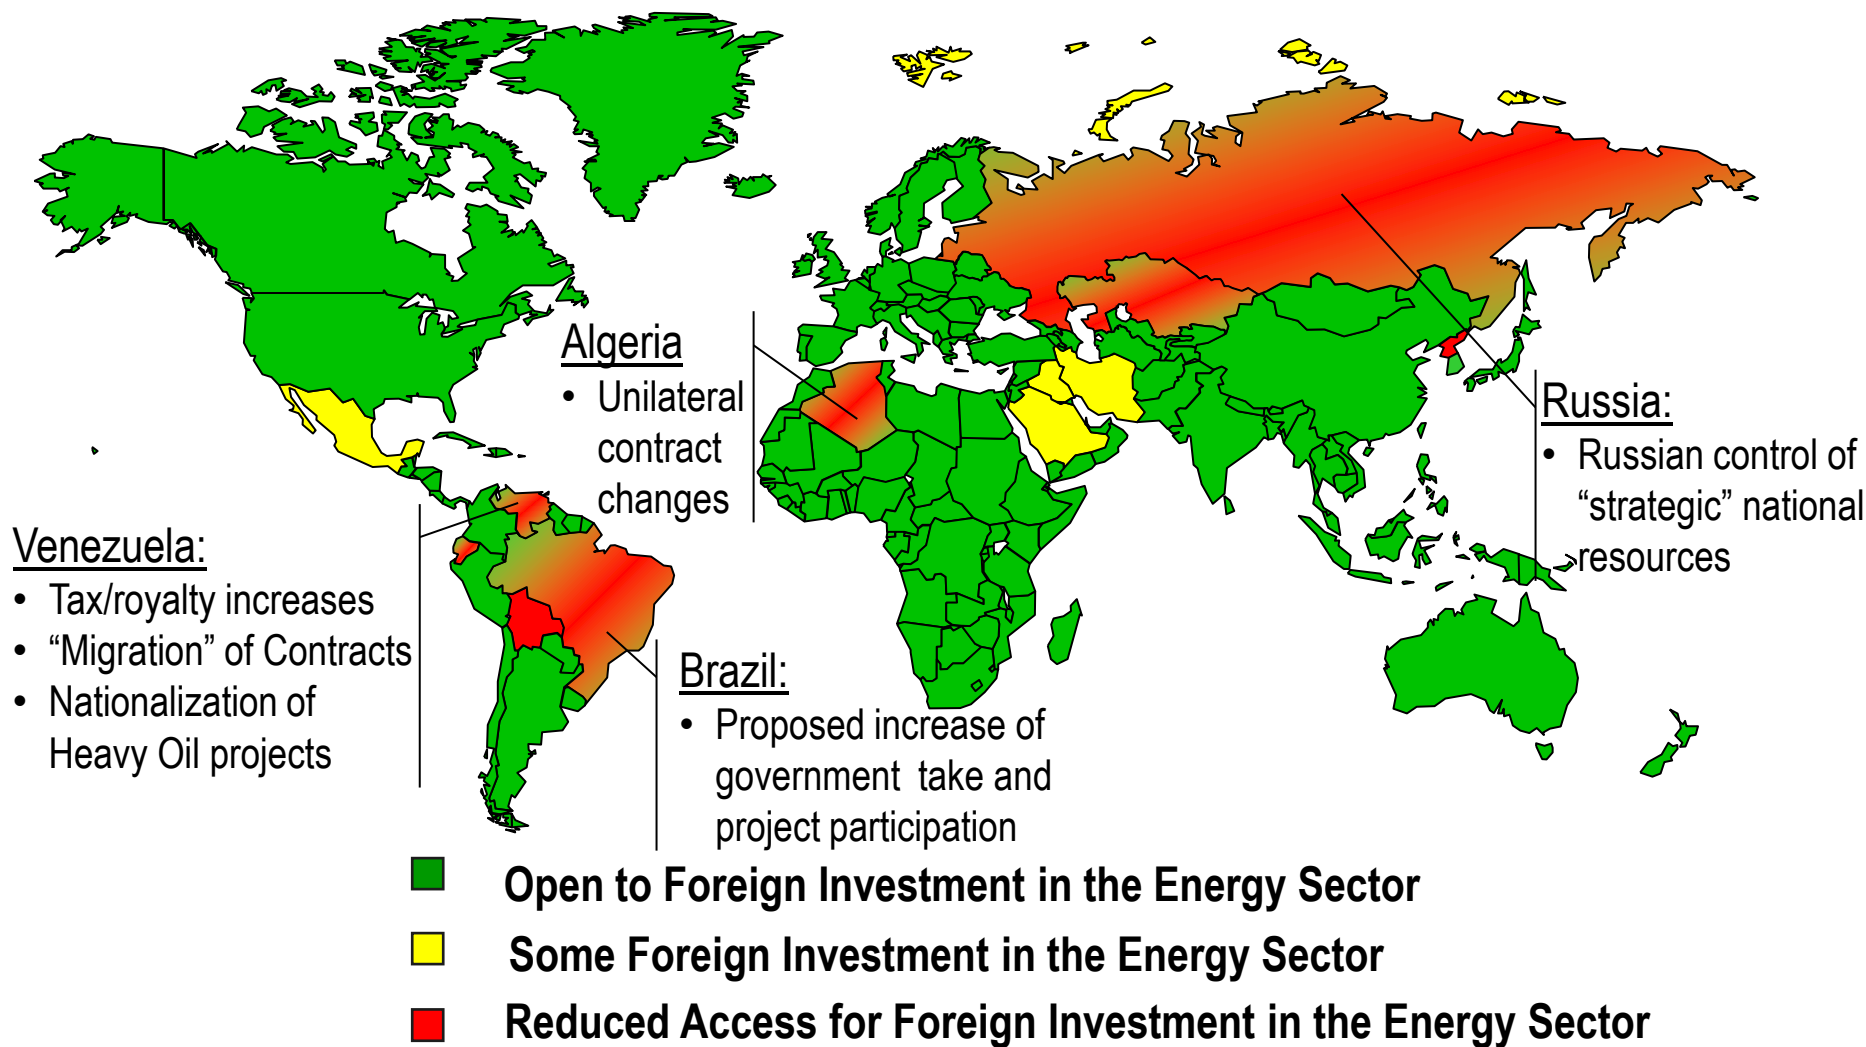 Algeria
• Unilateral
contract
changes
Russia:
• Russian control of
“strategic” national
resources
Venezuela:
• Tax/royalty increases
• “Migration” of Contracts
• Nationalization of
Heavy Oil projects
Brazil:
• Proposed increase of
government take and
project participation
Open to Foreign Investment in the Energy Sector
Some Foreign Investment in the Energy Sector
Reduced Access for Foreign Investment in the Energy Sector